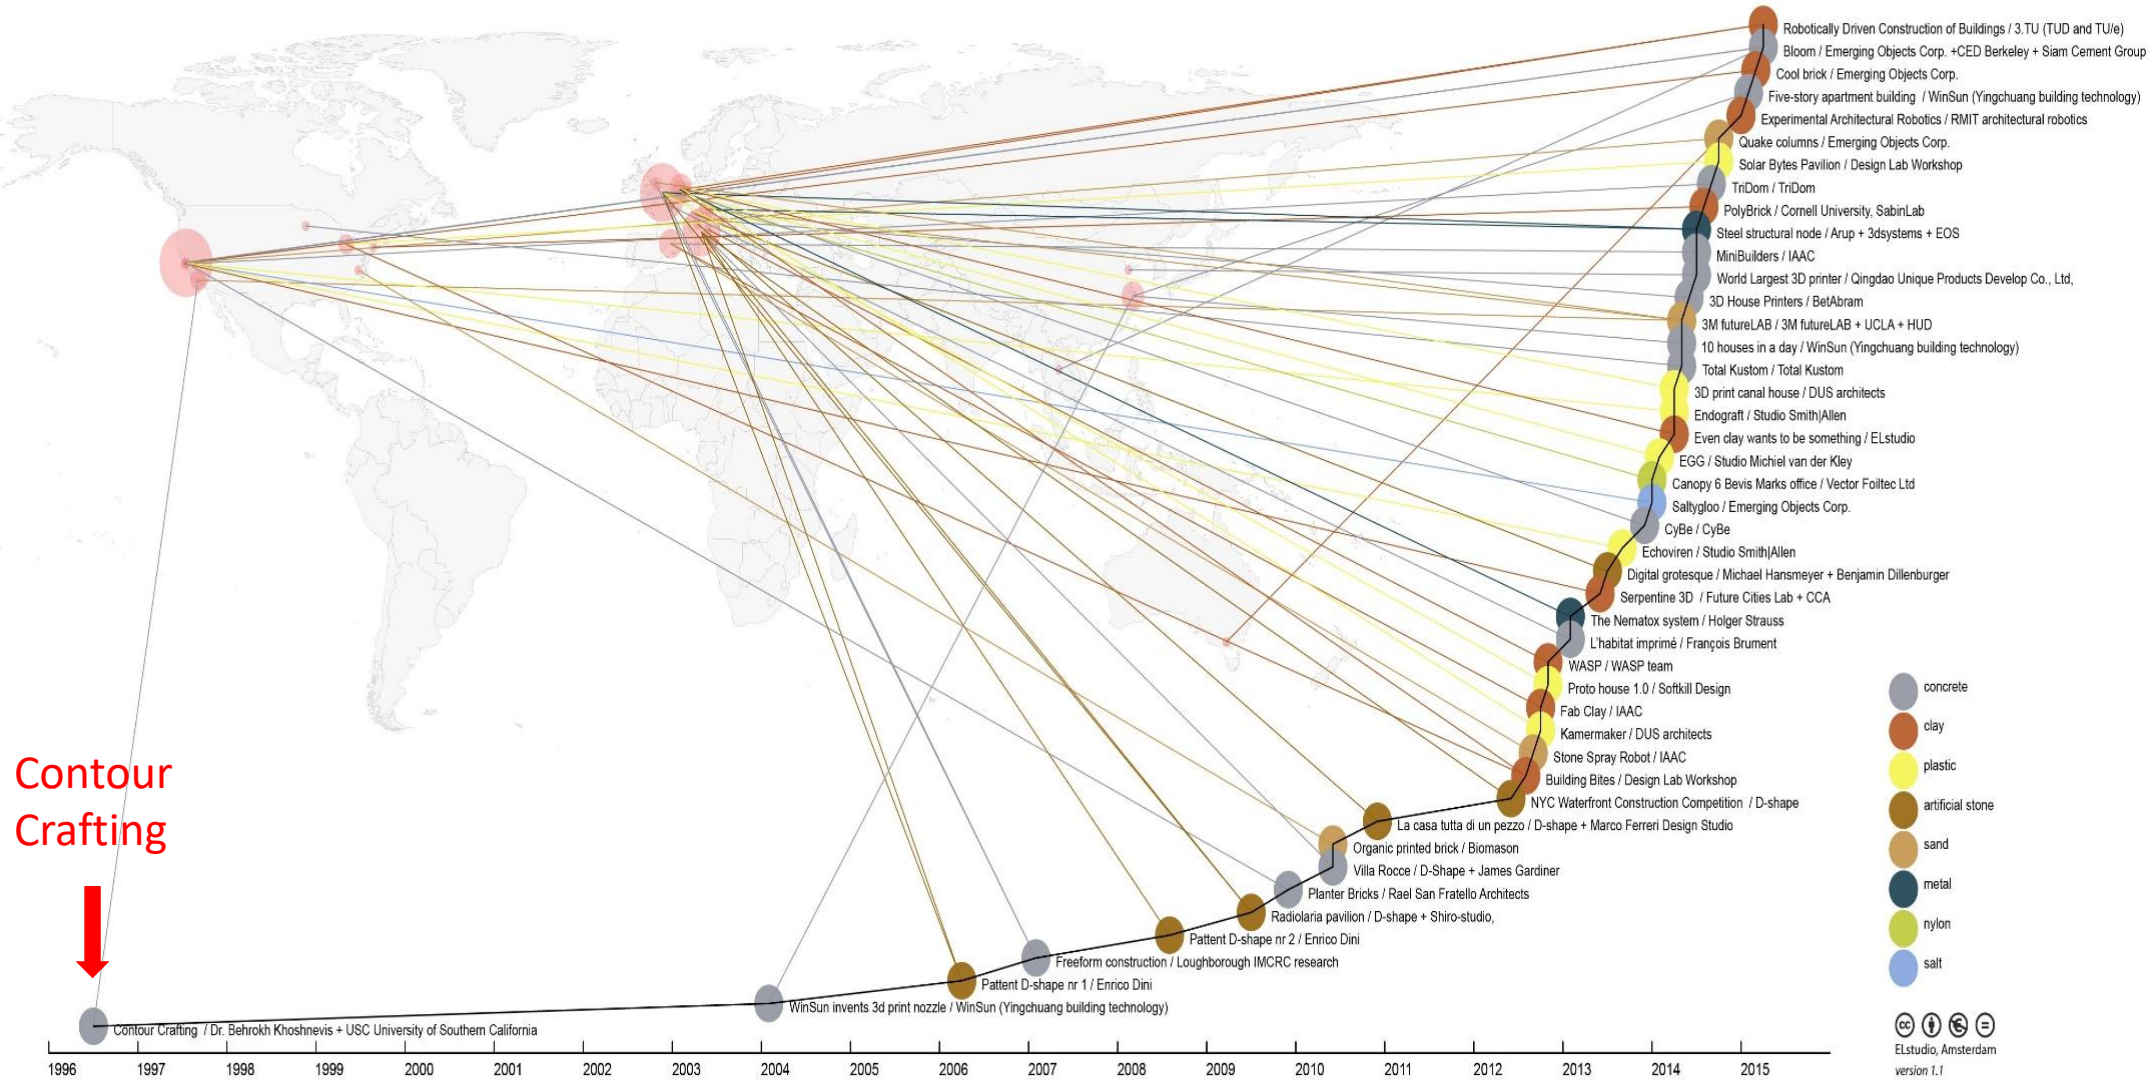 Robotically Driven Construction of Buildings / 3.TU (TUD and TU/e)
Bloom / Emerging Objects Corp. +CED Berkeley + Siam Cement Group
Cool brick / Emerging Objects Corp.
Five-story apartment building / WinSun (Yingchuang building technology)
Experimental Architectural Robotics / RMIT architectural robotics
Quake columns / Emerging Objects Corp.
Solar Bytes Pavilion / Design Lab Workshop
TriDom / TriDom
PolyBrick / Cornell University, SabinLab
Steel structural node / Arup + 3dsystems + EOS
MiniBuilders / IAAC
World Largest 3D printer / Qingdao Unique Products Develop Co., Ltd,
3D House Printers / BetAbram
3M futureLAB / 3M futureLAB + UCLA + HUD
10 houses in a day / WinSun (Yingchuang building technology)
Total Kustom / Total Kustom
3D print canal house / DUS architects
Endograft / Studio Smith|Allen
Even clay wants to be something / ELstudio
EGG / Studio Michiel van der Kley
Canopy 6 Bevis Marks office / Vector Foiltec Ltd
Saltygloo / Emerging Objects Corp.
CyBe / CyBe
Echoviren / Studio Smith|Allen
Digital grotesque / Michael Hansmeyer + Benjamin Dillenburger
Serpentine 3D / Future Cities Lab + CCA
The Nematox system / Holger Strauss
L'habitat imprimé / François Brument
WASP / WASP team
Proto house 1.0 / Softkill Design
Fab Clay / IAAC
Kamermaker / DUS architects
Stone Spray Robot / IAAC
Building Bites / Design Lab Workshop
NYC Waterfront Construction Competition / D-shape
La casa tutta di un pezzo / D-shape + Marco Ferreri Design Studio
Organic printed brick / Biomason
Villa Rocce / D-Shape + James Gardiner
Planter Bricks / Rael San Fratello Architects
Radiolaria pavilion / D-shape + Shiro-studio,
Pattent D-shape nr 2 / Enrico Dini
Freeform construction / Loughborough IMCRC research
Pattent D-shape nr 1 / Enrico Dini
WinSun invents 3d print nozzle / WinSun (Yingchuang building technology)
Contour Crafting / Dr. Behrokh Khoshnevis + USC University of Southern California
Contour
Crafting
concrete
clay
plastic
artificial stone
sand
metal
nylon
salt
cc
ELstudio, Amsterdam
version 1.1
1996 1997 1998 1999 2000 2001 2002 2003 2004 2005 2006 2007 2008 2009 2010 2011 2012 2013 2014 2015